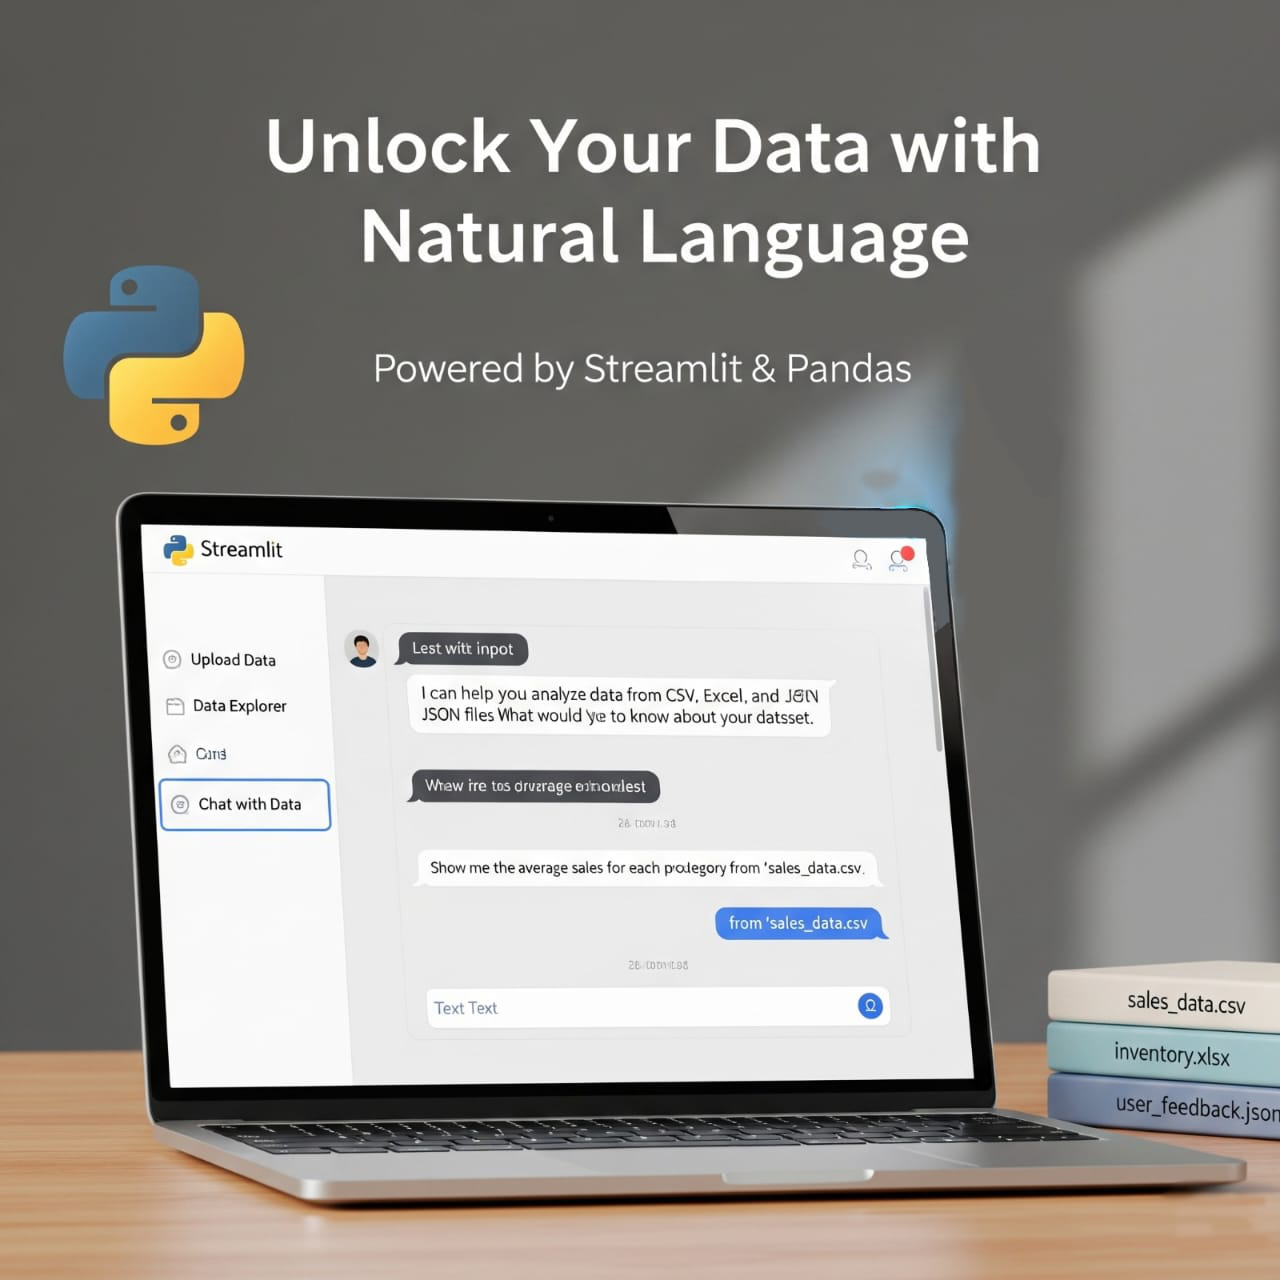 Unlock Your Data with
Natural Language
Powered by Streamlit & Pandas
Streamlit
Upload Data
Data Explorer
Chat with Data
Lest witt inpot
I can help you analyze data from CSV, Excel, and
JSON files What would to know about your datsset.
Show me the average sales for each from 'sales_data.csv.
from 'sales_data.csv
Text Text
sales_data.csv
inventory.xlsx
user_feedback.json